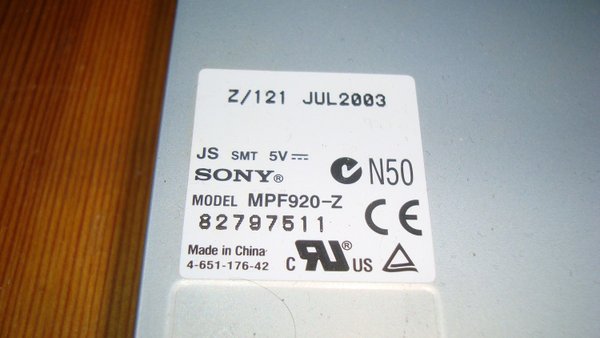 Z/121 JUL2003
JS SMT 5V⎓
SONY®
N50
MODEL MPF920-Z
82797511
CE
Made in China
4-651-176-42
C RU® US